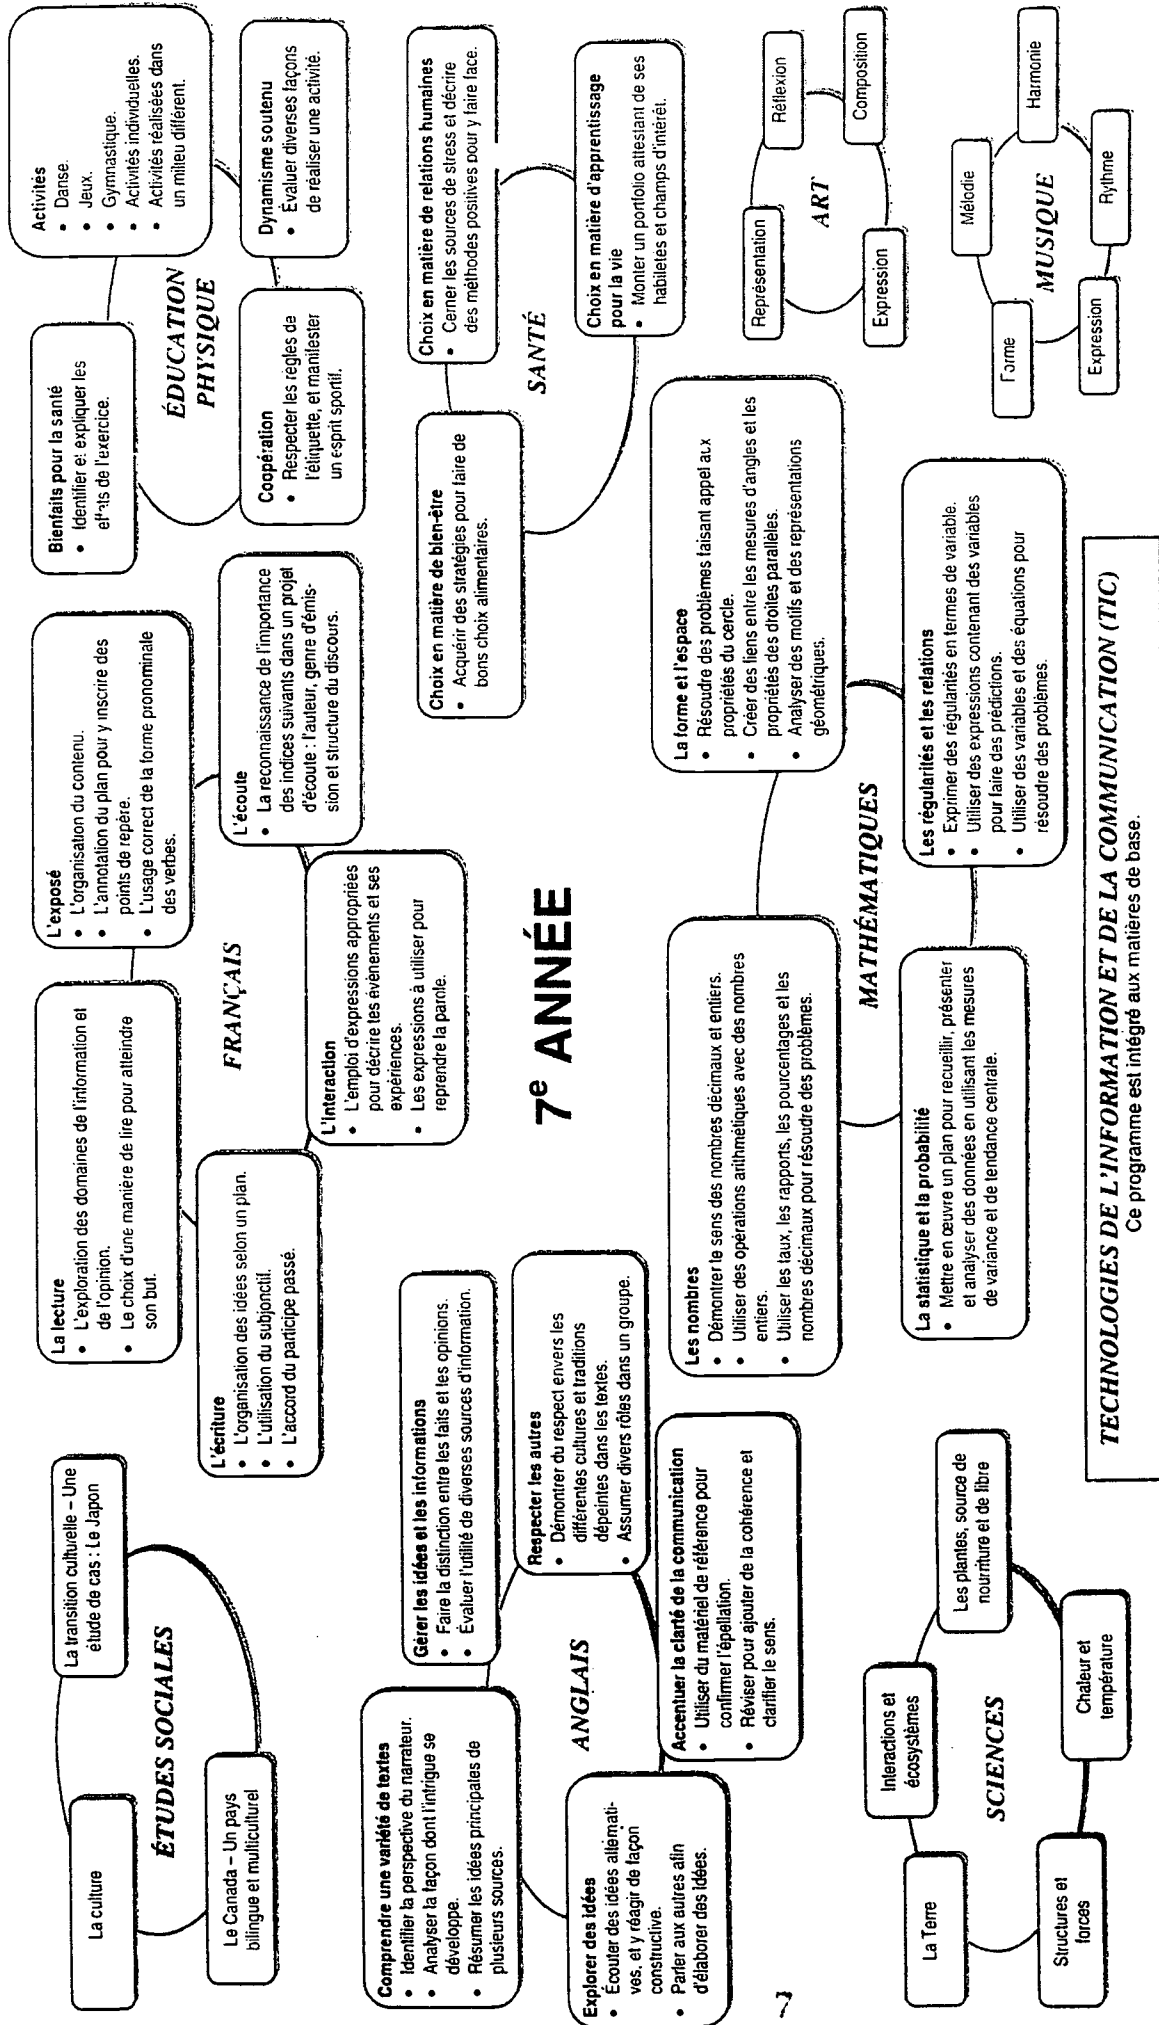 La culture
La transition culturelle – Une
étude de cas : Le Japon
ÉTUDES SOCIALES
Le Canada – Un pays
bilingue et multiculturel
La lecture
• L'exploration des domaines de l'information et
de l'opinion.
• Le choix d'une manière de lire pour atteindre
son but.
L'exposé
• L'organisation du contenu.
• L'annotation du plan pour y inscrire des
points de repère.
• L'usage correct de la forme pronominale
des verbes.
FRANÇAIS
L'écriture
• L'organisation des idées selon un plan.
• L'utilisation du subjonctif.
• L'accord du participe passé.
L'écoute
• La reconnaissance de l'importance
des indices suivants dans un projet
d'écoute : l'auteur, genre d'émis-
sion et structure du discours.
L'interaction
• L'emploi d'expressions appropriées
pour décrire les évènements et ses
expériences.
• Les expressions à utiliser pour
reprendre la parole.
Bienfaits pour la santé
• Identifier et expliquer les
effets de l'exercice.
Activités
• Danse.
• Jeux.
• Gymnastique.
• Activités individuelles.
• Activités réalisées dans
un milieu différent.
ÉDUCATION
PHYSIQUE
Coopération
• Respecter les règles de
l'étiquette, et manifester
un esprit sportif.
Dynamisme soutenu
• Évaluer diverses façons
de réaliser une activité.
Comprendre une variété de textes
• Identifier la perspective du narrateur.
• Analyser la façon dont l'intrigue se
développe.
• Résumer les idées principales de
plusieurs sources.
Gérer les idées et les informations
• Faire la distinction entre les faits et les opinions.
• Évaluer l'utilité de diverses sources d'information.
ANGLAIS
Respecter les autres
• Démontrer du respect envers les
différentes cultures et traditions
dépeintes dans les textes.
• Assumer divers rôles dans un groupe.
Explorer des idées
• Écouter des idées alternati-
ves, et y réagir de façon
constructive.
• Parler aux autres afin
d'élaborer des idées.
Accentuer la clarté de la communication
• Utiliser du matériel de référence pour
confirmer l'épellation.
• Réviser pour ajouter de la cohérence et
clarifier le sens.
7e ANNÉE
Choix en matière de bien-être
• Acquérir des stratégies pour faire de
bons choix alimentaires.
Choix en matière de relations humaines
• Cerner les sources de stress et décrire
des méthodes positives pour y faire face.
SANTÉ
Choix en matière d'apprentissage
pour la vie
• Monter un portfolio attestant de ses
habiletés et champs d'intérêt.
Les nombres
• Démontrer le sens des nombres décimaux et entiers.
• Utiliser des opérations arithmétiques avec des nombres
entiers.
• Utiliser les taux, les rapports, les pourcentages et les
nombres décimaux pour résoudre des problèmes.
La forme et l'espace
• Résoudre des problèmes faisant appel aux
propriétés du cercle.
• Créer des liens entre les mesures d'angles et les
propriétés des droites parallèles.
• Analyser des motifs et des représentations
géométriques.
MATHÉMATIQUES
La statistique et la probabilité
• Mettre en œuvre un plan pour recueillir, présenter
et analyser des données en utilisant les mesures
de variance et de tendance centrale.
Les régularités et les relations
• Exprimer des régularités en termes de variable.
• Utiliser des expressions contenant des variables
pour faire des prédictions.
• Utiliser des variables et des équations pour
résoudre des problèmes.
Représentation
Réflexion
ART
Expression
Composition
La Terre
Interactions et
écosystèmes
Les plantes, source de
nourriture et de fibre
SCIENCES
Structures et
forces
Chaleur et
température
Forme
Mélodie
Harmonie
MUSIQUE
Expression
Rythme
TECHNOLOGIES DE L'INFORMATION ET DE LA COMMUNICATION (TIC)
Ce programme est intégré aux matières de base.
7